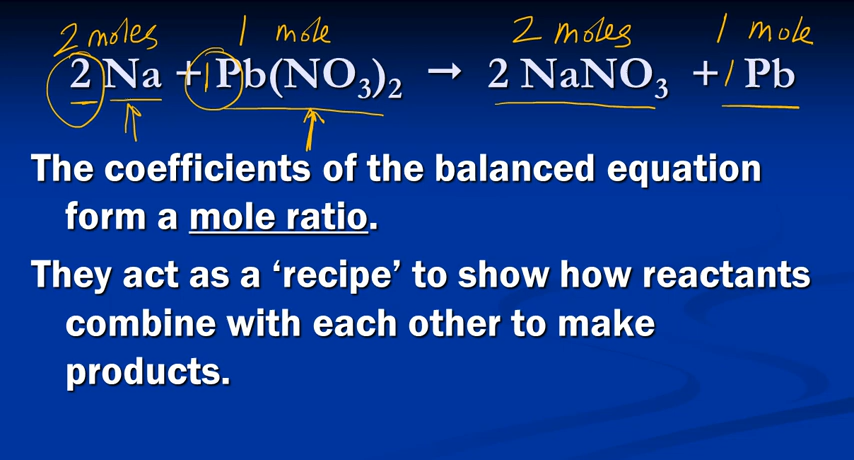 2 moles 1 mole 2 moles 1 mole
2 Na + 1 Pb(NO₃)₂ → 2 NaNO₃ + 1 Pb
The coefficients of the balanced equation
form a mole ratio.
They act as a ‘recipe’ to show how reactants
combine with each other to make
products.